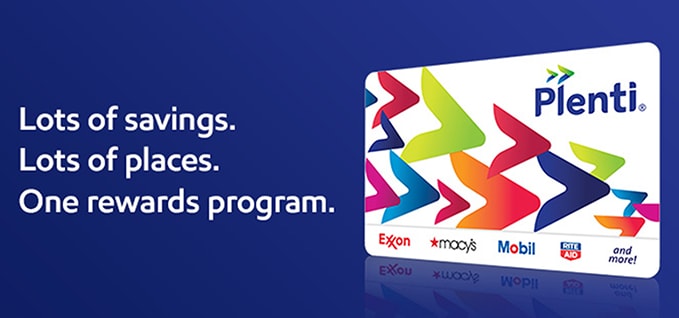 Lots of savings.
Lots of places.
One rewards program.
Plenti®
Exxon ★macy's Mobil RITE AID and more!